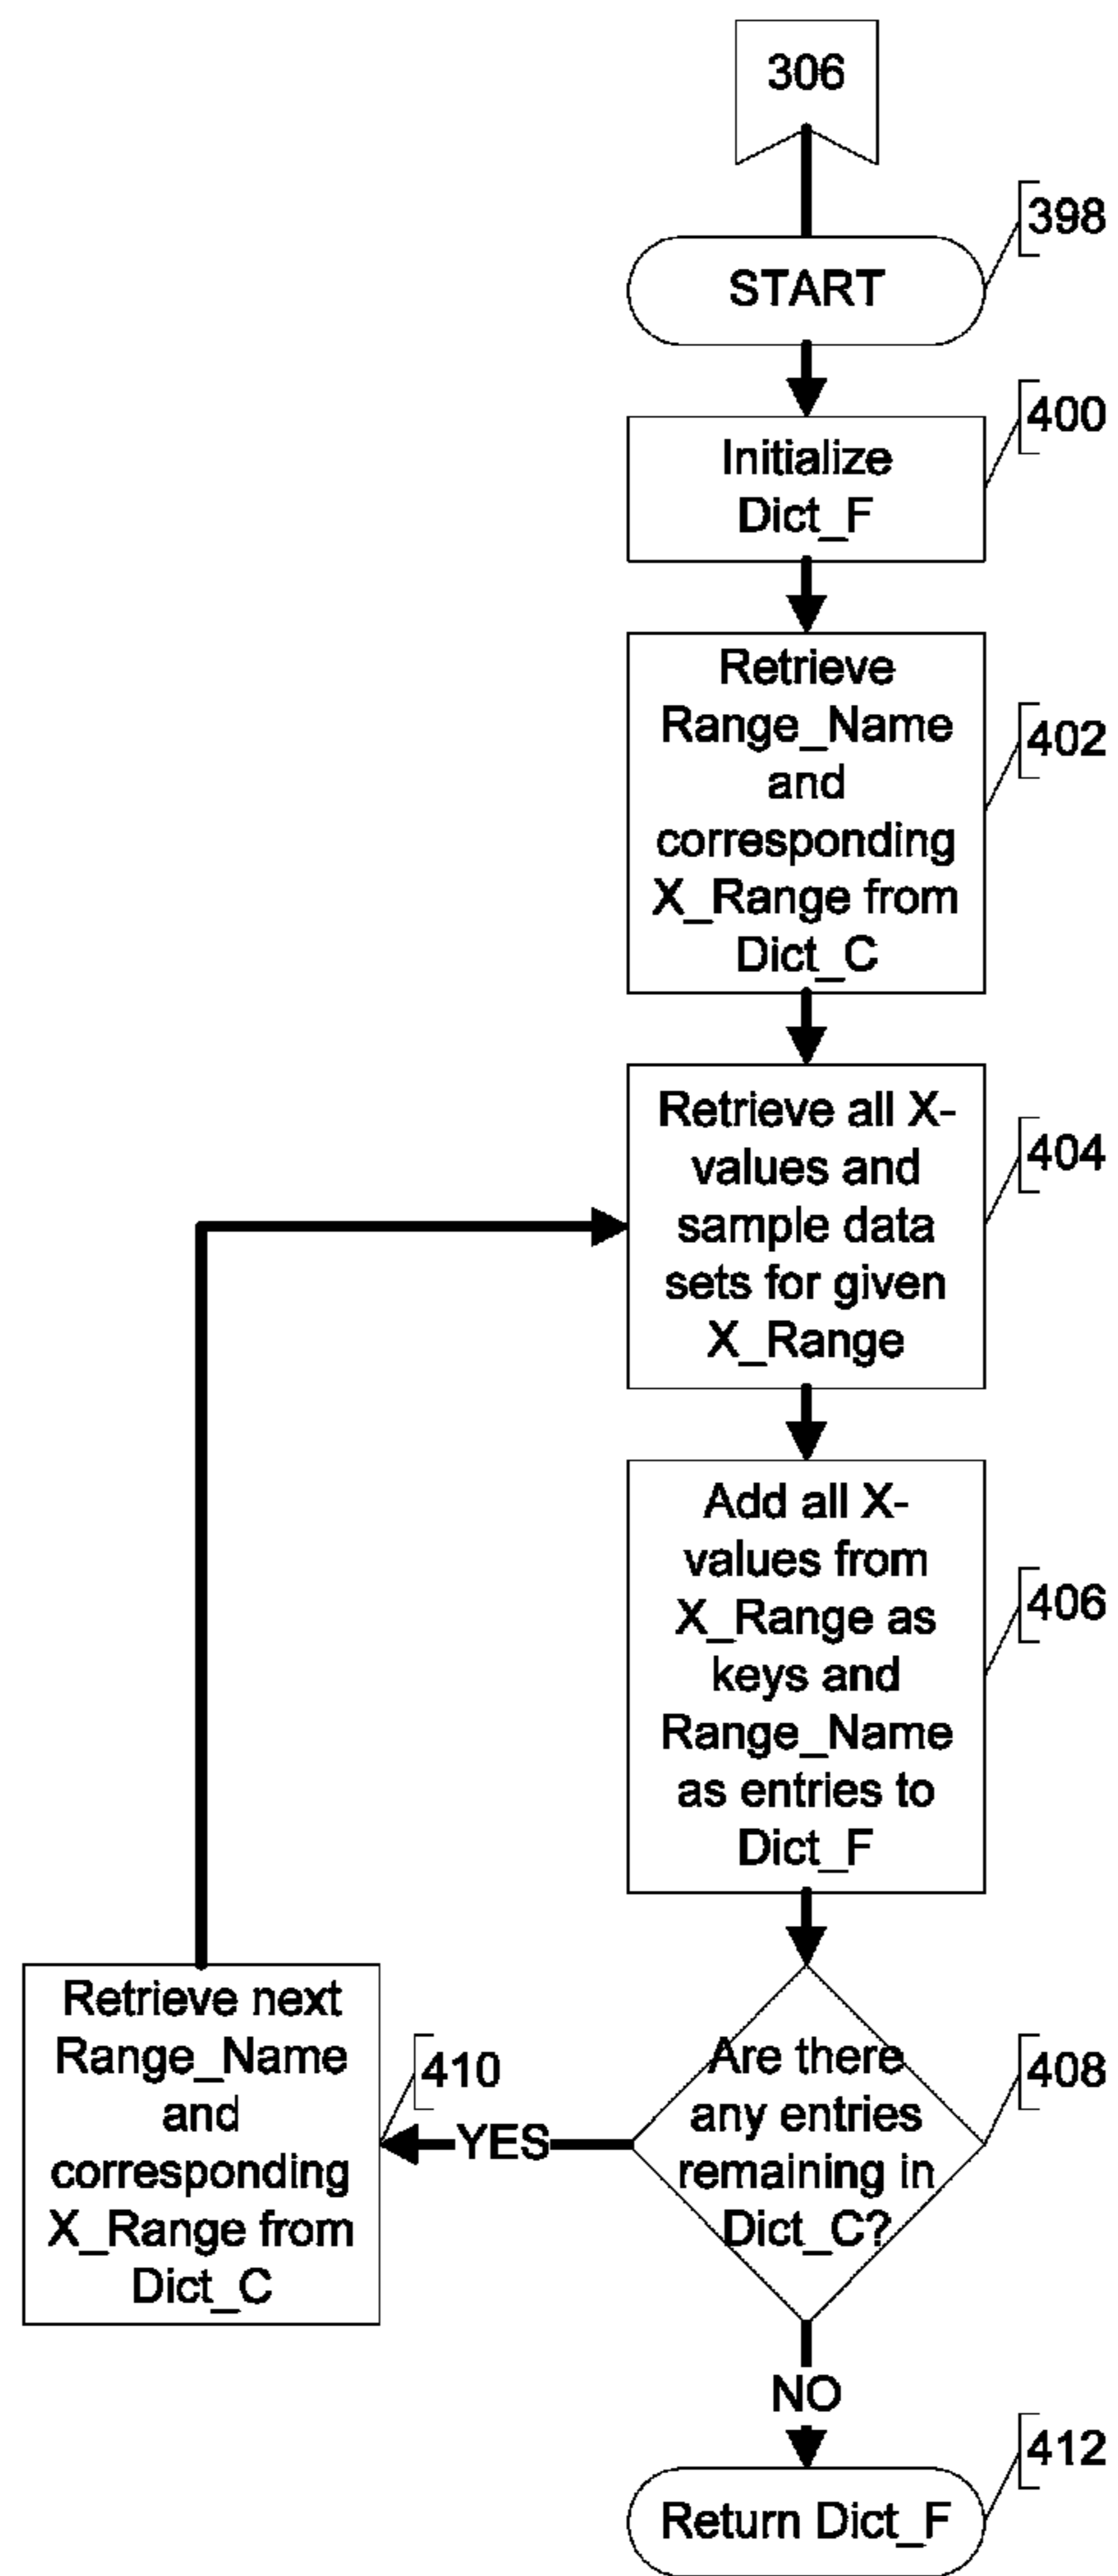 306
398
START
400
Initialize
Dict_F
Retrieve
Range_Name
and
corresponding
X_Range from
Dict_C
402
Retrieve all X-
values and
sample data
sets for given
X_Range
404
Add all X-
values from
X_Range as
keys and
Range_Name
as entries to
Dict_F
406
Are there
any entries
remaining in
Dict_C?
408
YES
410
Retrieve next
Range_Name
and
corresponding
X_Range from
Dict_C
NO
412
Return Dict_F